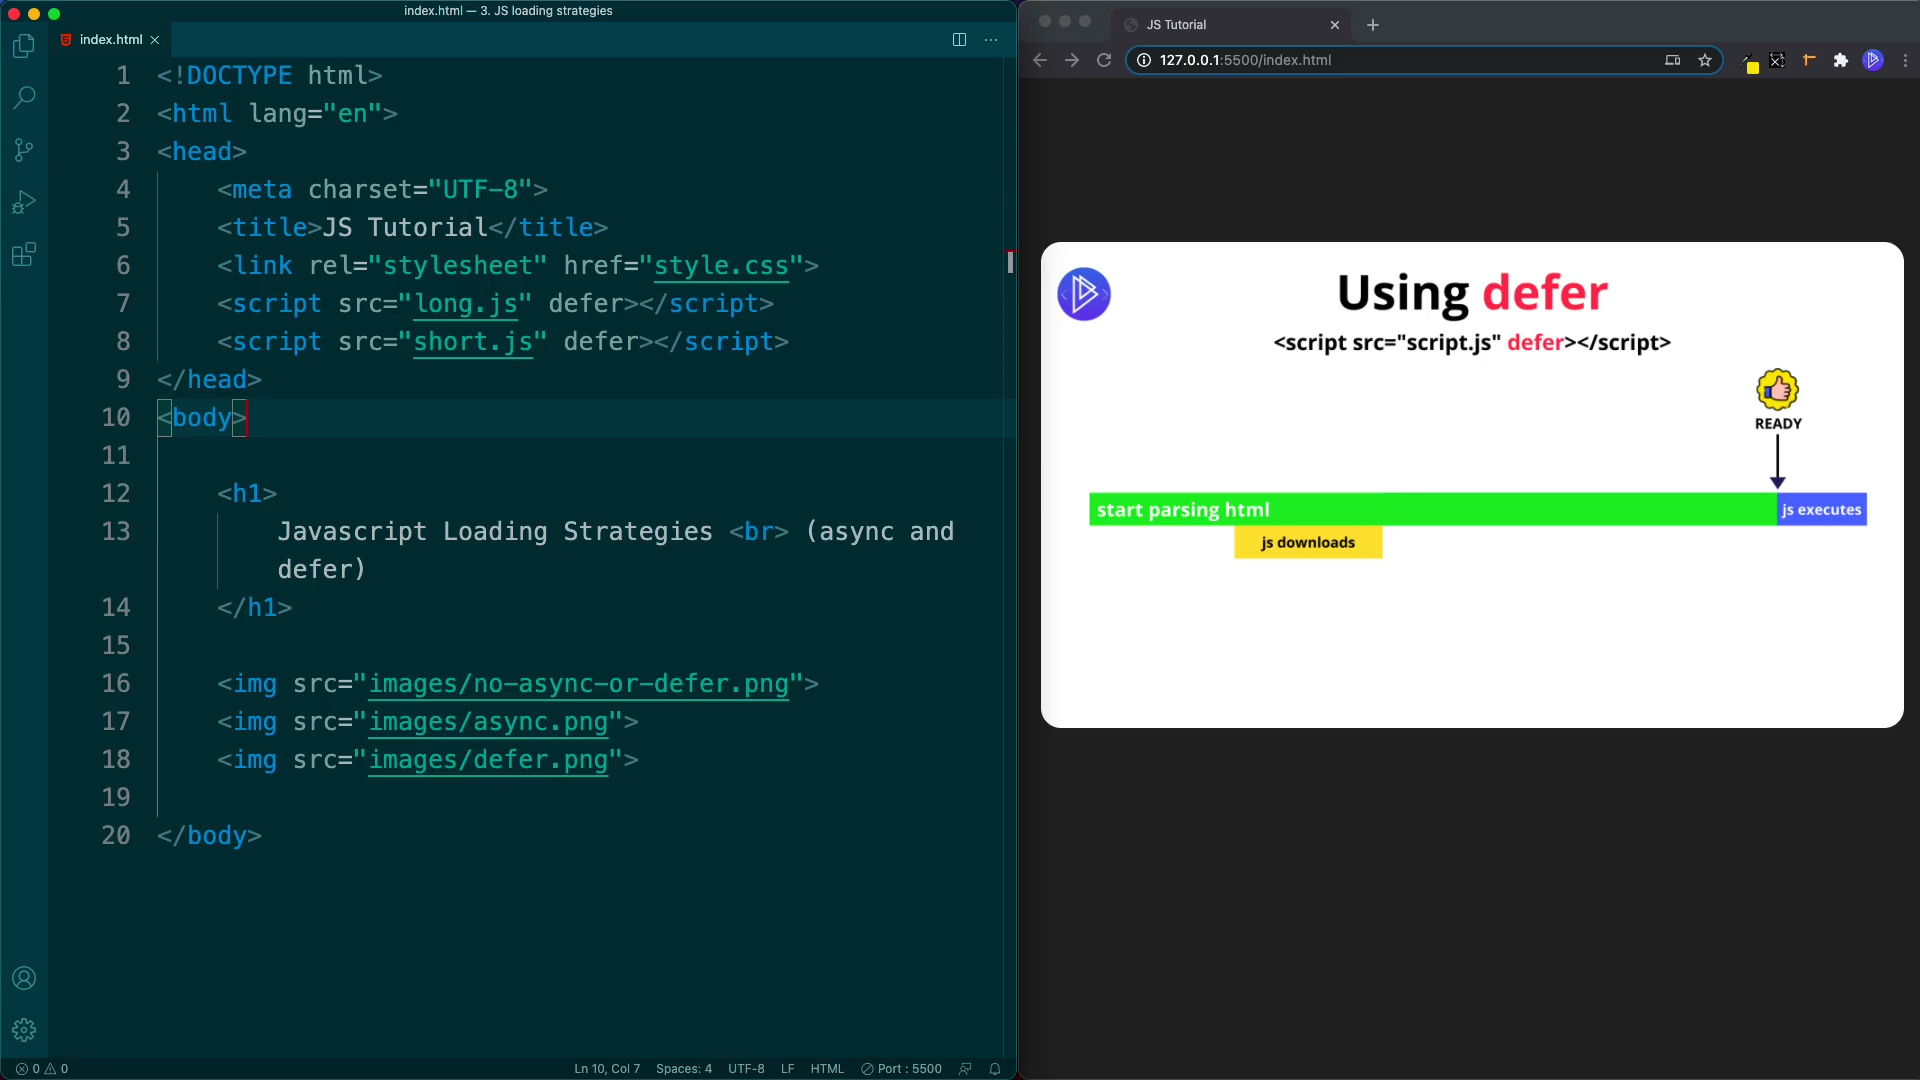 index.html — 3. JS loading strategies
index.html
1 <!DOCTYPE html>
2 <html lang="en">
3 <head>
4 <meta charset="UTF-8">
5 <title>JS Tutorial</title>
6 <link rel="stylesheet" href="style.css">
7 <script src="long.js" defer></script>
8 <script src="short.js" defer></script>
9 </head>
10 <body>
11
12 <h1>
13 Javascript Loading Strategies <br> (async and
defer)
14 </h1>
15
16 <img src="images/no-async-or-defer.png">
17 <img src="images/async.png">
18 <img src="images/defer.png">
19
20 </body>
0 0
Ln 10, Col 7 Spaces: 4 UTF-8 LF HTML Port : 5500
JS Tutorial
127.0.0.1:5500/index.html
Using defer
<script src="script.js" defer></script>
READY
start parsing html
js executes
js downloads